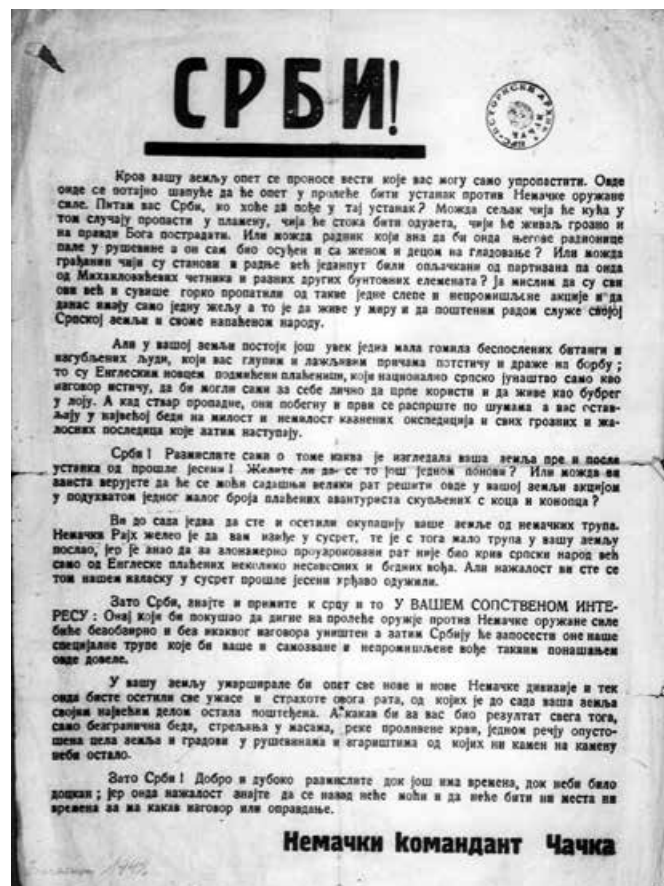 СРБИ!
Кроз вашу земљу опет се проносе вести које вас могу само упропастити. Овде
онде се потајно шапуће да ће опет у пролеће бити устанак против Немачке оружане
силе. Питам вас Срби, ко хоће да пође у тај устанак? Можда сељак чија ће кућа у
том случају пропасти у пламену, чија ће стока бити одузета, чији ће живаљ грозно и
на правди Бога пострадати. Или можда радник који зна да би онда његове радионице
пале у рушевине а он сам био осуђен и са женом и децом на гладовање? Или можда
грађанин чији су станови и радње већ једанпут били опљачкани од партизана па онда
од Михаиловићевих четника и разних других бунтовних елемената? Ја мислим да су сви
они већ и сувише горко пропатили од такве једне слепе и непромишљене акције и да
данас имају само једну жељу а то је да живе у миру и да поштеним радом служе својој
Српској земљи и своме напаћеном народу.
Али у вашој земљи постоји још увек једна мала гомила беспослених битанги и
изгубљених људи, који вас глупим и лажљивим причама потстичу и драже на борбу;
то су Енглеским новцем подмићени плаћеници, који национално српско јунаштво само као
изговор истичу, да би могли сами за себе лично да црпе користи и да живе као бубрег
у лоју. А кад ствар пропадне, они побегну и први се распрште по шумама а вас остав-
љају у највећој беди на милост и немилост казнених експедиција и свих грозних и жа-
лосних последица које затим наступају.
Срби! Размислите сами о томе каква је изгледала ваша земља пре и после
устанка од прошле јесени! Желите ли да се то још једном понови? Или можда ви
заиста верујете да ће се моћи садашњи велики рат решити овде у вашој земљи акцијом
у подухватом једног малог броја плаћених авантуриста скупљених с коца и конопца?
Ви до сада једва да сте и осетили окупацију ваше земље од немачких трупа.
Немачки Рајх желео је да вам изиђе у сусрет, те је с тога мало трупа у вашу земљу
послао, јер је знао да за злонамерно проузроковани рат није био крив српски народ већ
само од Енглеске плаћених неколико несавесних и бедних вођа. Али нажалост ви сте се
том нашем изласку у сусрет прошле јесени крваво одужили.
Зато Срби, знајте и примите к срцу и то У ВАШЕМ СОПСТВЕНОМ ИНТЕ-
РЕСУ: Онај који би покушао да дигне на пролеће оружје против Немачке оружане силе
биће безобзирно и без икаквог изговора уништен а затим Србију ће запосести оне наше
специјалне трупе које би ваше и самозване и непромишљене вође таквим понашањем
овде довеле.
У вашу земљу умарширале би опет све нове и нове Немачке дивизије и тек
онда бисте осетили све ужасе и страхоте овога рата, од којих је до сада ваша земља
својим највећим делом остала поштеђена. А какав би за вас био резултат свега тога,
само безгранична беда, стрељања у масама, реке проливене крви, једном речју опусто-
шена цела земља и градови у рушевинама и згариштима од којих ни камен на камену
неби остало.
Зато Срби! Добро и дубоко размислите док још има времена, док неби било
доцкан; јер онда нажалост знајте да се назад неће моћи и да неће бити ни места ни
времена за ма какав изговор или оправдање.
Немачки командант Чачка